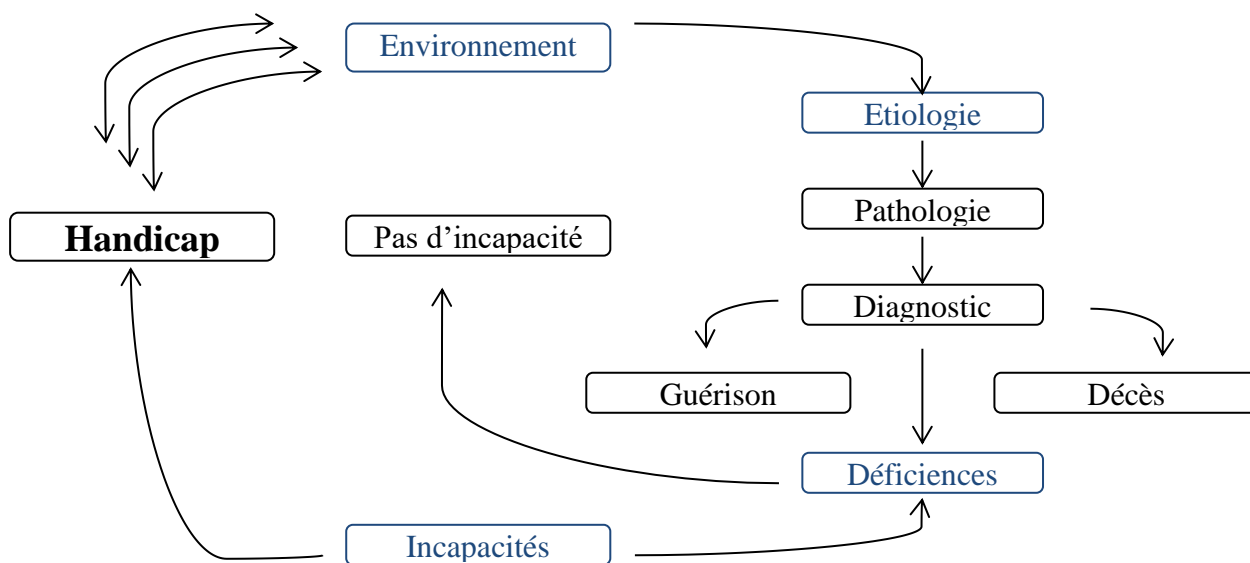 Environnement
Etiologie
Pathologie
Handicap
Pas d’incapacité
Diagnostic
Guérison
Décès
Déficiences
Incapacités